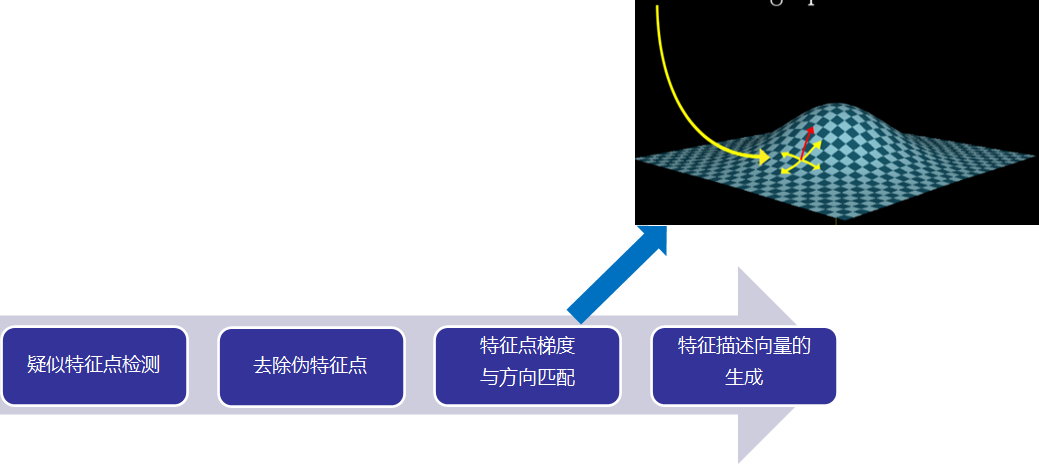 疑似特征点检测
去除伪特征点
特征点梯度
与方向匹配
特征描述向量的
生成